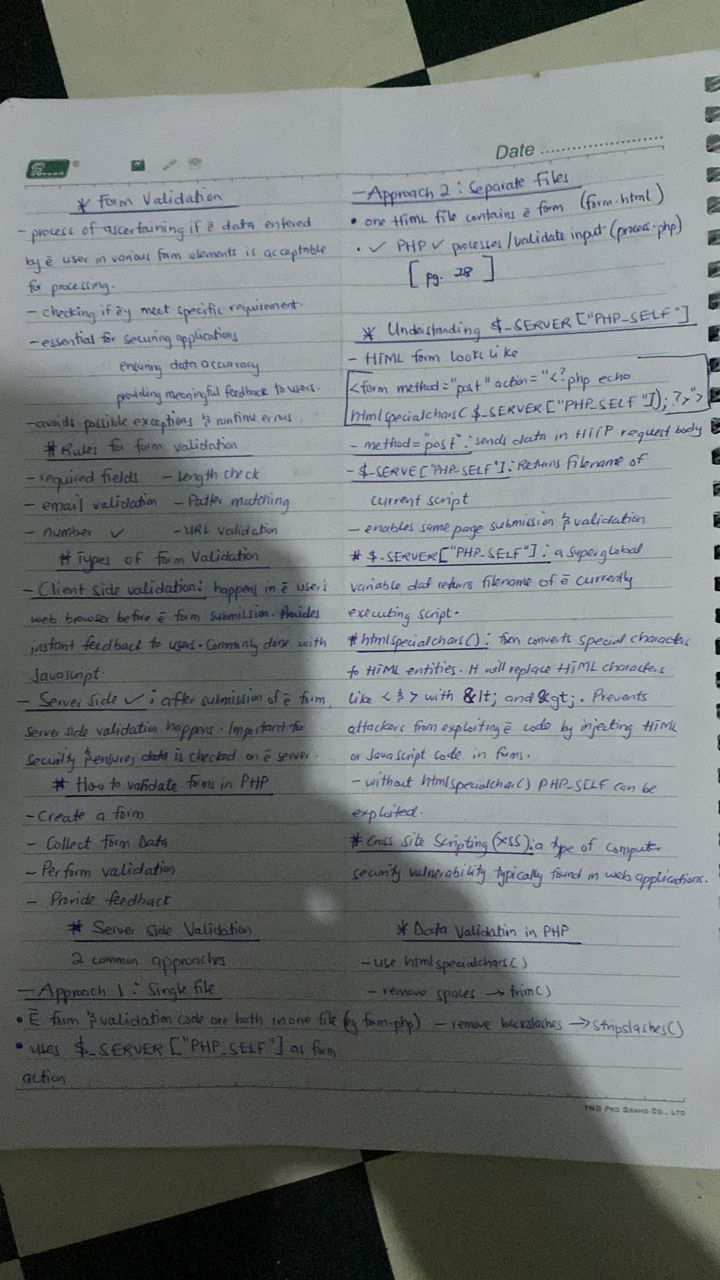 Date
* Form Validation
- process of ascertaining if ē data entered
by ē user in various form elements is acceptable
for processing.
- checking if ēy meet specific requirement.
- essential for securing applications
ensuring data accuracy
providing meaningful feedback to users.
- avoids possible exceptions & runtime errors.
# Rules for form validation
- required fields - length check
- email validation - Patter matching
- number ✓ - URL validation
# Types of Form Validation
- Client side validation: happens in ē user's
web browser before ē form submission. Provides
instant feedback to users. Commonly done with
Javascript.
- Server side ✓ : after submission of ē form,
server side validation happens. Important for
security & ensures data is checked on ē server.
# How to validate forms in PHP
- Create a form
- Collect Form Data
- Perform validation
- Provide feedback
# Server Side Validation
2 common approaches
- Approach 1 : Single file
• Ē form & validation code are both in one file (eg form.php)
• uses $_SERVER ["PHP_SELF"] as form
action
- Approach 2 : Separate Files
• one HTML file contains ē form (form.html)
• ✓ PHP ✓ processes/validate input (process.php)
[pg. 28]
* Understanding $_SERVER ["PHP_SELF"]
- HTML form looks like
<form method="post" action="<?php echo
htmlspecialchars($_SERVER ["PHP_SELF"]); ?>">
- method="post" : sends data in HTTP request body
- $_SERVE ["PHP_SELF"] : Returns filename of
current script
- enables same page submission & validation
# $_SERVER ["PHP_SELF"] : a superglobal
variable dat returns filename of ē currently
executing script.
# htmlspecialchars() : fxn converts special characters
to HTML entities. It will replace HTML characters
like < & > with &lt; and &gt;. Prevents
attackers from exploiting ē code by injecting HTML
or Javascript code in forms.
- without htmlspecialchar() PHP_SELF can be
exploited.
# Cross Site Scripting (XSS) : a type of computer
security vulnerability typically found in web applications.
* Data Validation in PHP
- use htmlspecialchars()
- remove spaces → trim()
- remove backslashes → stripslashes()
TMG PRO BRAND CO., LTD